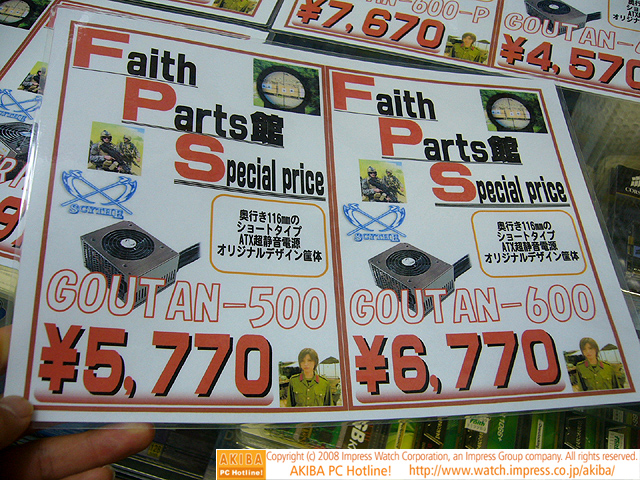 ¥7,670
-600-P
¥4,570
Faith
Parts館
Special price
SCYTHE
奥行き116mmの
ショートタイプ
ATX超静音電源
オリジナルデザイン筐体
GOUTAN-500
¥5,770
Faith
Parts館
Special price
SCYTHE
奥行き116mmの
ショートタイプ
ATX超静音電源
オリジナルデザイン筐体
GOUTAN-600
¥6,770
AKIBA
PC Hotline!
Copyright (c) 2008 Impress Watch Corporation, an Impress Group company. All rights reserved.
AKIBA PC Hotline! http://www.watch.impress.co.jp/akiba/